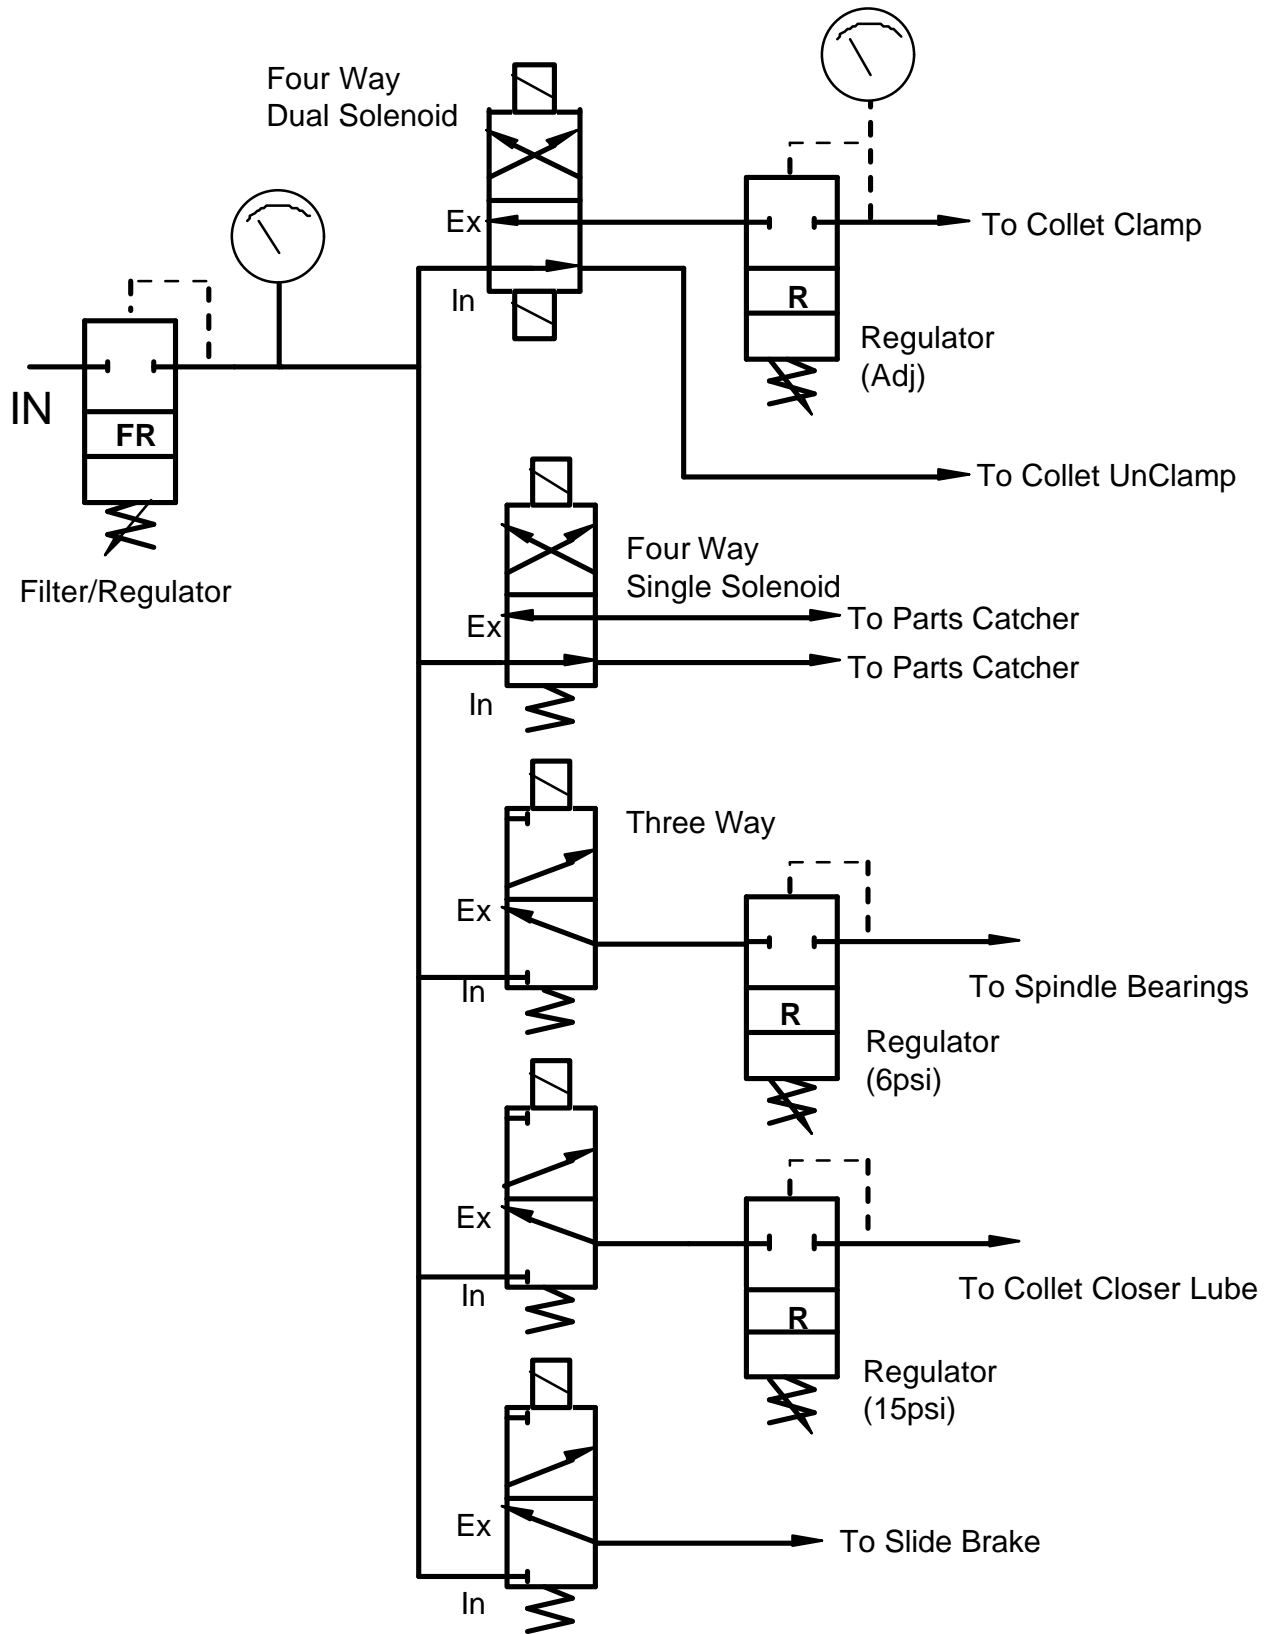 Four Way
Dual Solenoid
Ex
In
To Collet Clamp
R
Regulator
(Adj)
IN
FR
Filter/Regulator
To Collet UnClamp
Four Way
Single Solenoid
Ex
To Parts Catcher
To Parts Catcher
In
Three Way
Ex
In
To Spindle Bearings
R
Regulator
(6psi)
Ex
In
To Collet Closer Lube
R
Regulator
(15psi)
Ex
To Slide Brake
In